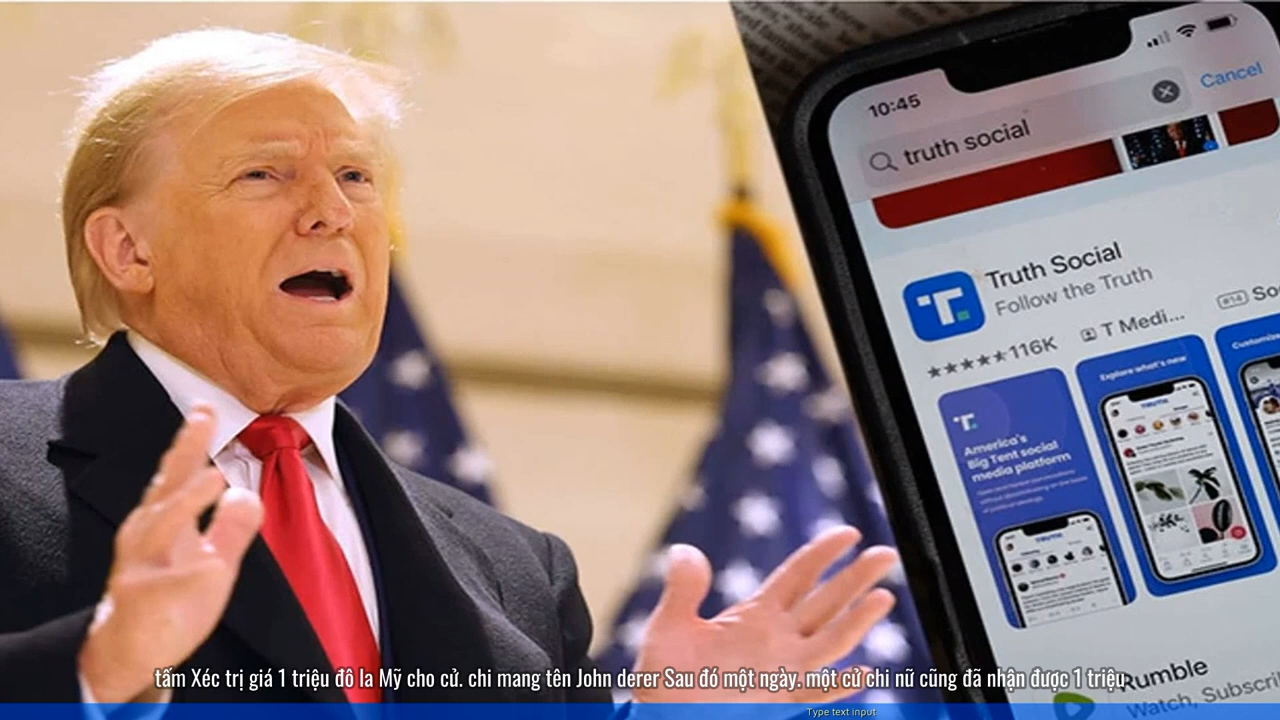 10:45
Cancel
truth social
Truth Social
Follow the Truth
#14
116K
T Medi...
America's
Big Tent social
media platform
Explore what's new
TRUTH
Rumble
Watch, Subscri
tấm Xéc trị giá 1 triệu đô la Mỹ cho cử. chi mang tên John derer Sau đó một ngày. một cử chi nữ cũng đã nhận được 1 triệu
Type text input